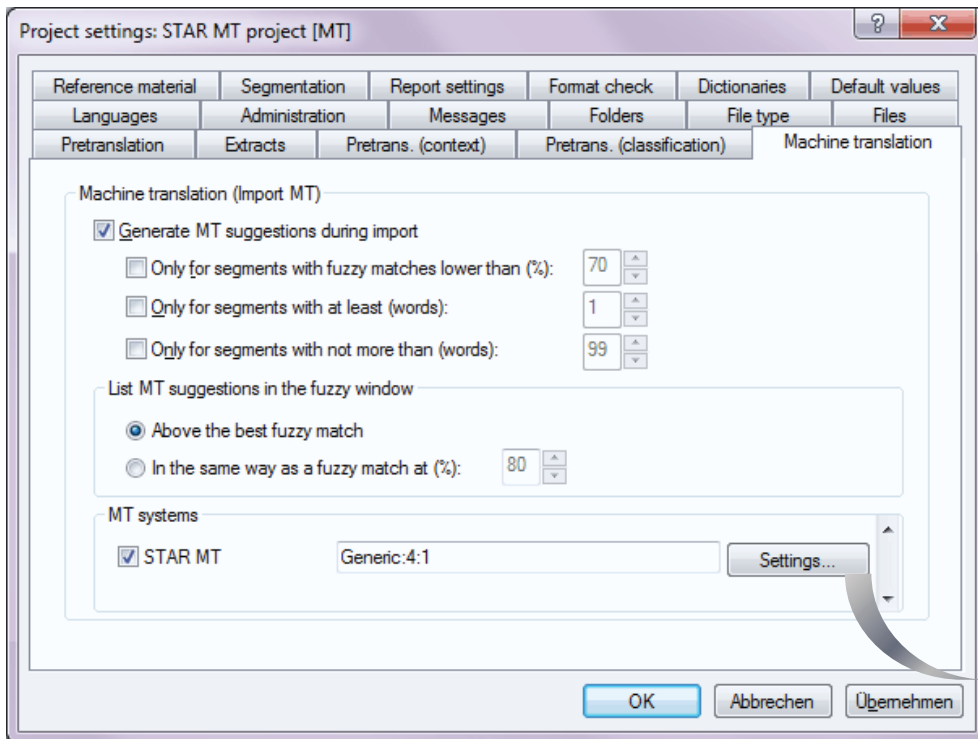 Project settings: STAR MT project [MT]
?
X
Reference material Segmentation Report settings Format check Dictionaries Default values
Languages Administration Messages Folders File type Files
Pretranslation Extracts Pretrans. (context) Pretrans. (classification) Machine translation
Machine translation (Import MT)
Generate MT suggestions during import
Only for segments with fuzzy matches lower than (%): 70
Only for segments with at least (words): 1
Only for segments with not more than (words): 99
List MT suggestions in the fuzzy window
Above the best fuzzy match
In the same way as a fuzzy match at (%): 80
MT systems
STAR MT Generic:4:1 Settings...
OK Abbrechen Übernehmen